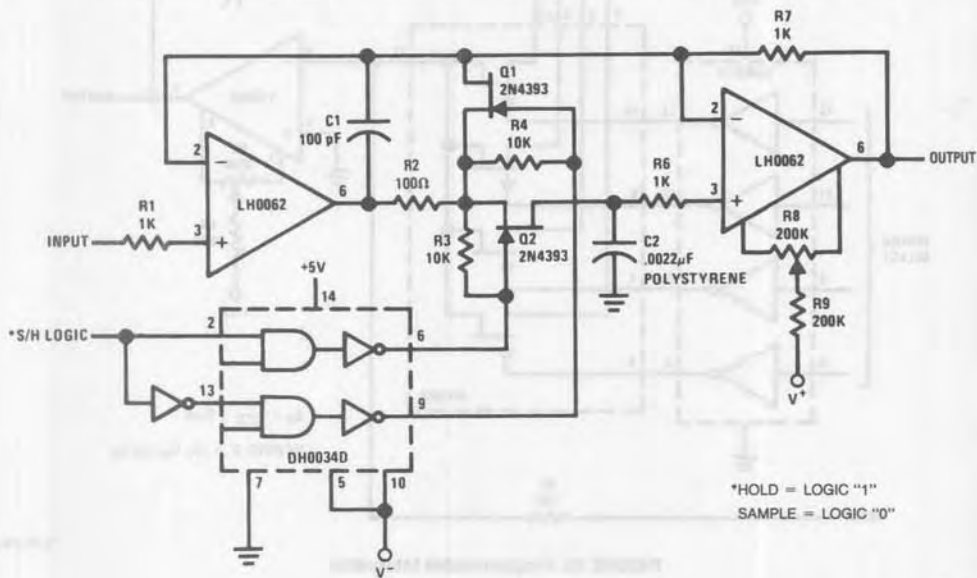 R7
1K
Q1
2N4393
2
C1
100 pF
R4
10K
2
LH0062
6
OUTPUT
R2
100Ω
R6
1K
3
6
LH0062
R1
1K
INPUT
3
R3
10K
Q2
2N4393
C2
.0022μF
POLYSTYRENE
R8
200K
R9
200K
V+
+5V
14
*S/H LOGIC
2
6
13
9
DH0034D
7
5
10
V-
*HOLD = LOGIC "1"
SAMPLE = LOGIC "0"